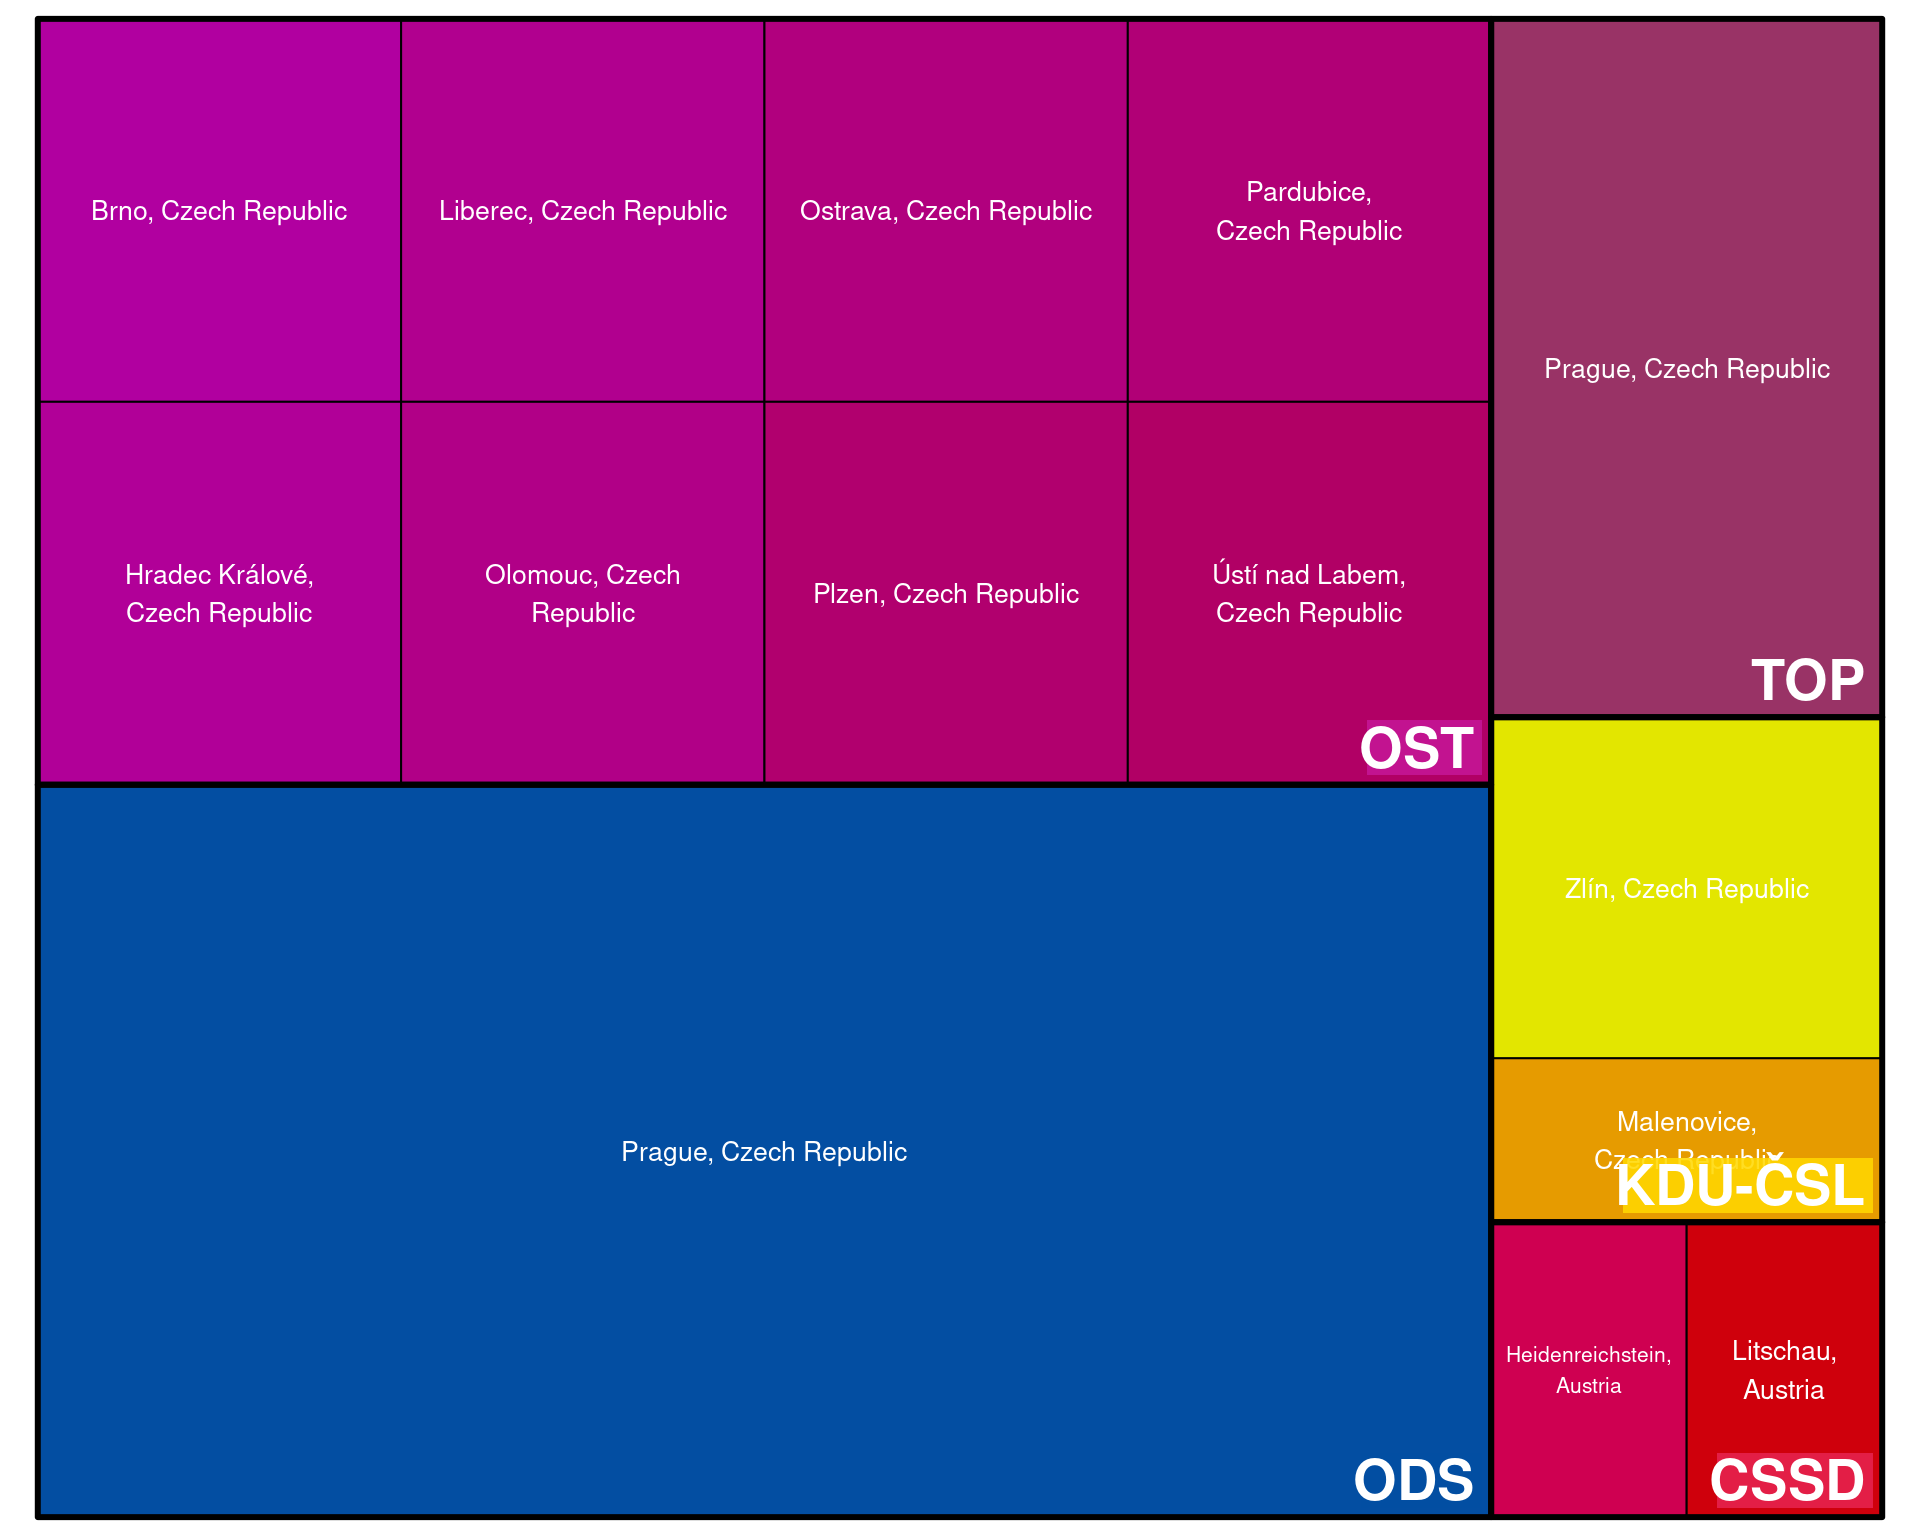 Brno, Czech Republic
Liberec, Czech Republic
Ostrava, Czech Republic
Pardubice,
Czech Republic
Hradec Králové,
Czech Republic
Olomouc, Czech
Republic
Plzen, Czech Republic
Ústí nad Labem,
Czech Republic
OST
Prague, Czech Republic
ODS
Prague, Czech Republic
TOP
Zlín, Czech Republic
Malenovice,
Czech Republic
KDU-ČSL
Heidenreichstein,
Austria
Litschau,
Austria
CSSD